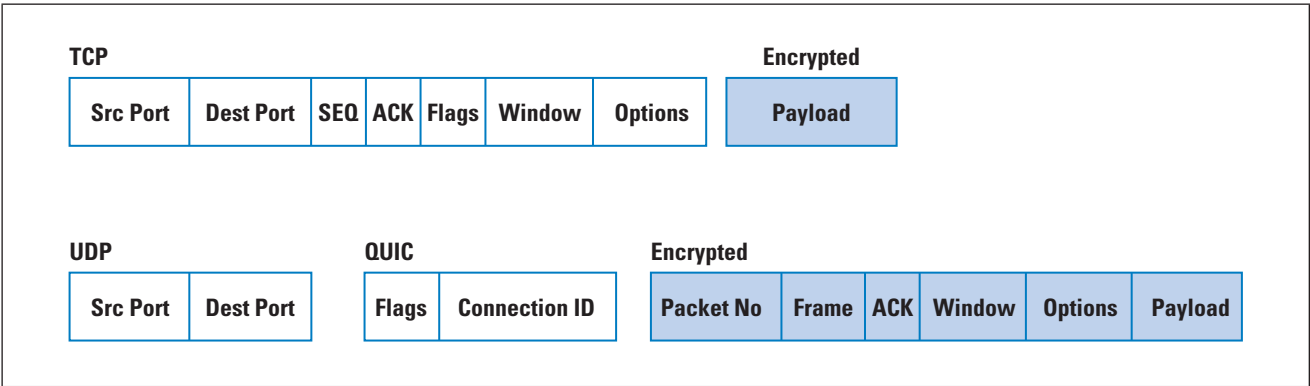 TCP Encrypted
Src Port Dest Port SEQ ACK Flags Window Options Payload
UDP QUIC Encrypted
Src Port Dest Port Flags Connection ID Packet No Frame ACK Window Options Payload